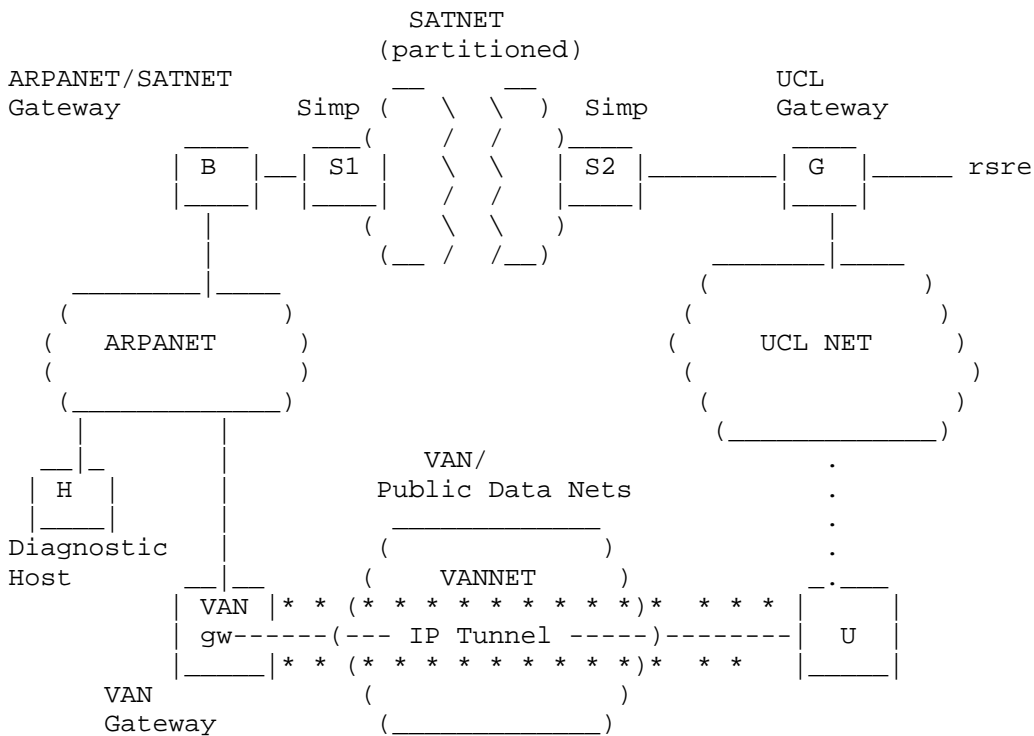 SATNET
(partitioned)
ARPANET/SATNET
Gateway
UCL
Gateway
Simp
Simp
B
S1
S2
G
rsre
ARPANET
UCL NET
H
Diagnostic
Host
VAN/
Public Data Nets
VANNET
VAN
gw
IP Tunnel
U
VAN
Gateway